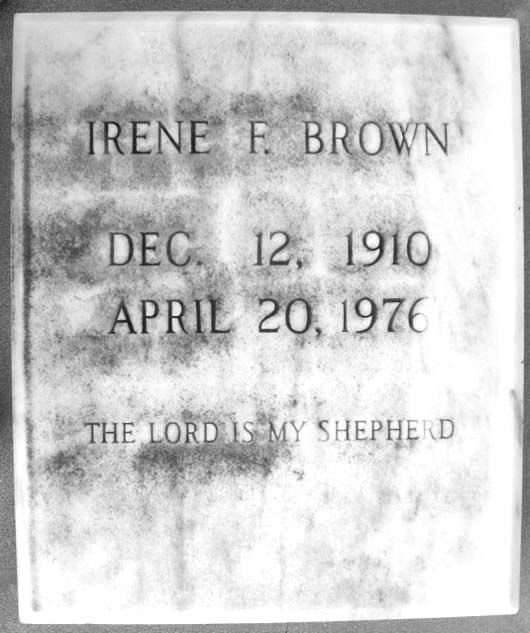 IRENE F. BROWN
DEC. 12, 1910
APRIL 20, 1976
THE LORD IS MY SHEPHERD